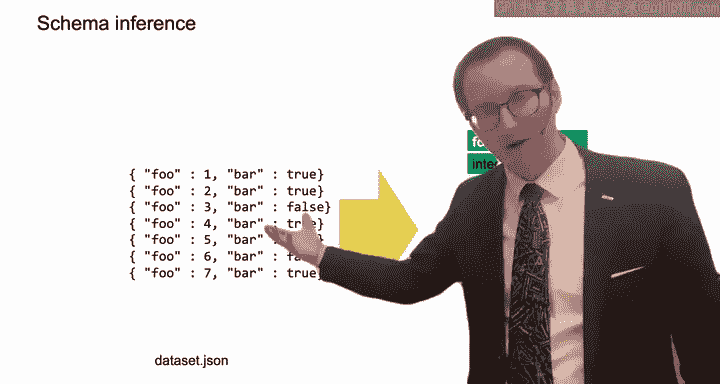 Schema inference
{ "foo" : 1, "bar" : true}
{ "foo" : 2, "bar" : true}
{ "foo" : 3, "bar" : false}
{ "foo" : 4, "bar" :
{ "foo" : 5, "bar" :
{ "foo" : 6, "bar" :
{ "foo" : 7, "bar" : true}
dataset.json